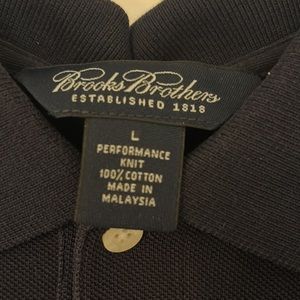 Brooks Brothers
ESTABLISHED 1818
L
PERFORMANCE
KNIT
100% COTTON
MADE IN
MALAYSIA